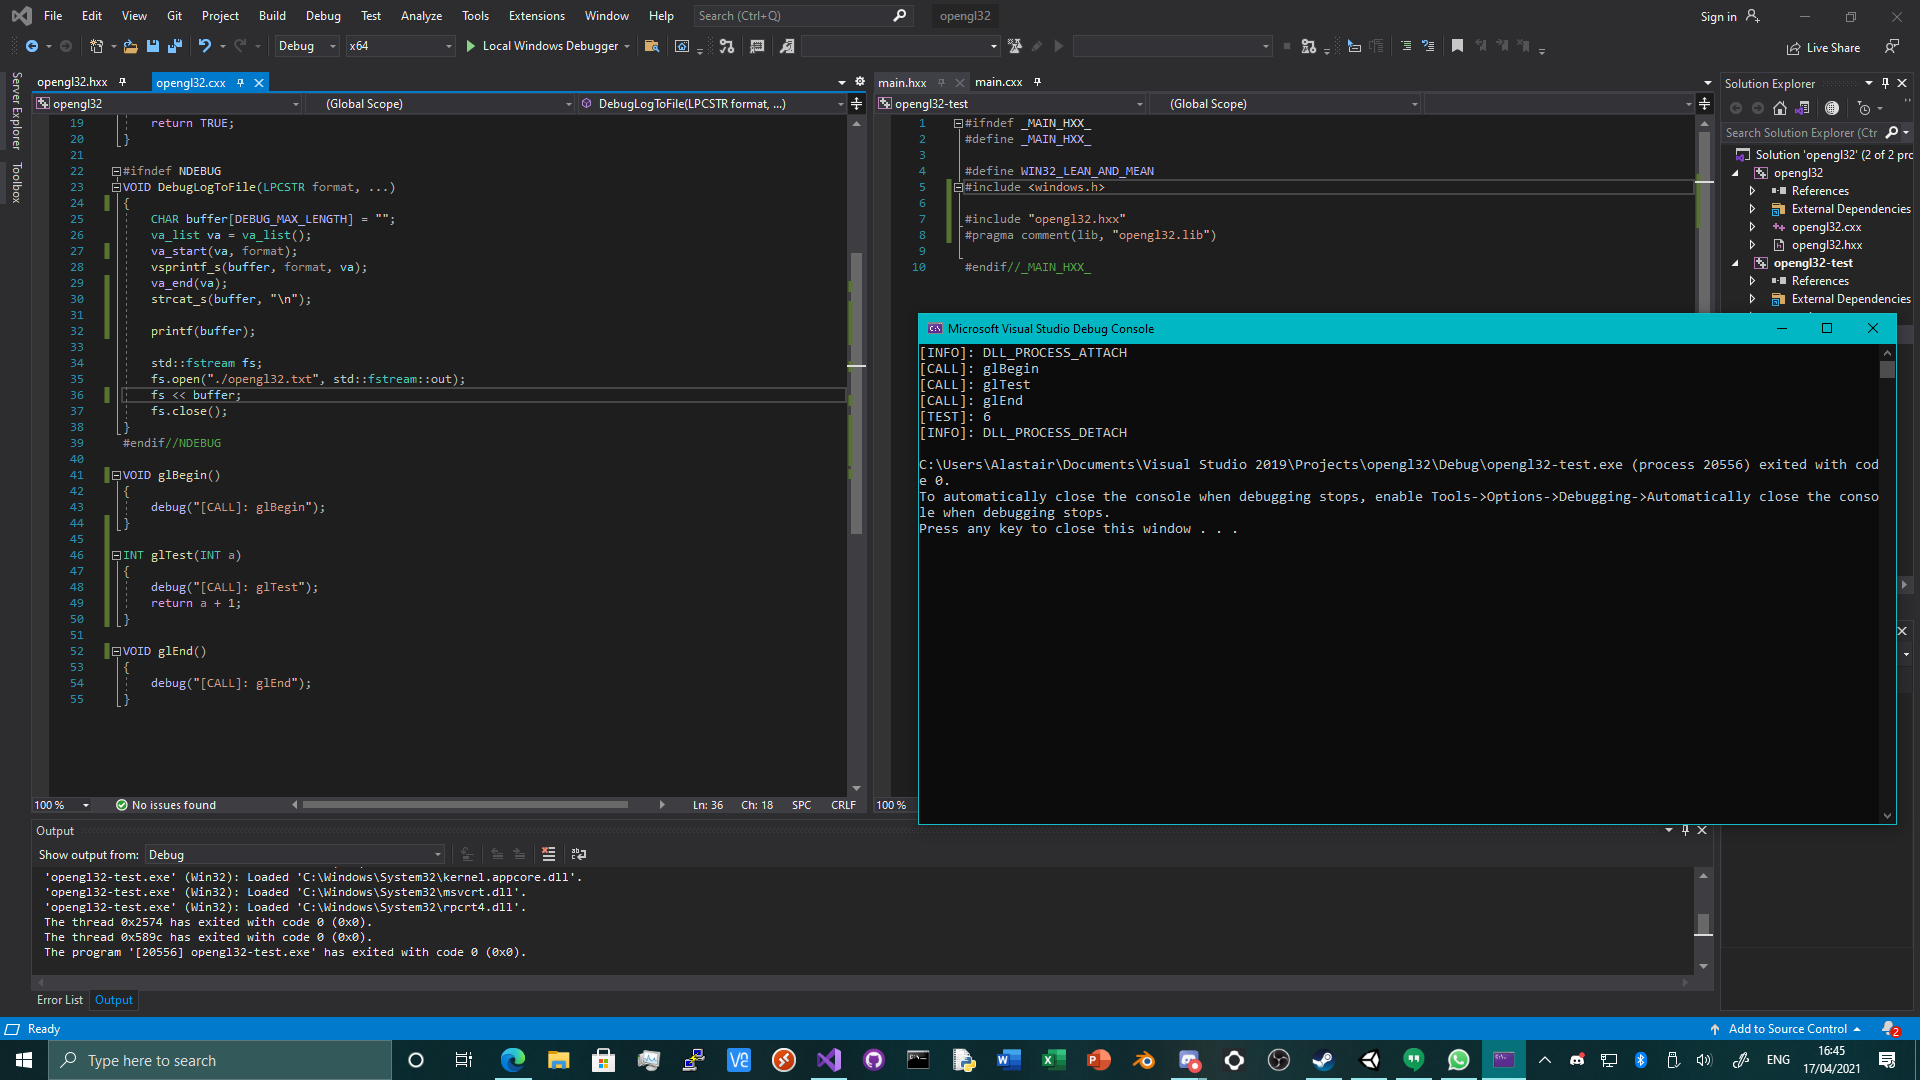 File Edit View Git Project Build Debug Test Analyze Tools Extensions Window Help Search (Ctrl+Q) opengl32 Sign in
Debug x64 Local Windows Debugger Live Share
Server Explorer
Toolbox
opengl32.hxx opengl32.cxx
opengl32 (Global Scope) DebugLogToFile(LPCSTR format, ...)
19 return TRUE;
20 }
21
22 #ifndef NDEBUG
23 VOID DebugLogToFile(LPCSTR format, ...)
24 {
25 CHAR buffer[DEBUG_MAX_LENGTH] = "";
26 va_list va = va_list();
27 va_start(va, format);
28 vsprintf_s(buffer, format, va);
29 va_end(va);
30 strcat_s(buffer, "\n");
31
32 printf(buffer);
33
34 std::fstream fs;
35 fs.open("./opengl32.txt", std::fstream::out);
36 fs << buffer;
37 fs.close();
38 }
39 #endif//NDEBUG
40
41 VOID glBegin()
42 {
43 debug("[CALL]: glBegin");
44 }
45
46 INT glTest(INT a)
47 {
48 debug("[CALL]: glTest");
49 return a + 1;
50 }
51
52 VOID glEnd()
53 {
54 debug("[CALL]: glEnd");
55 }
100 % No issues found Ln: 36 Ch: 18 SPC CRLF
main.hxx main.cxx
opengl32-test (Global Scope)
1 #ifndef _MAIN_HXX_
2 #define _MAIN_HXX_
3
4 #define WIN32_LEAN_AND_MEAN
5 #include <windows.h>
6
7 #include "opengl32.hxx"
8 #pragma comment(lib, "opengl32.lib")
9
10 #endif//_MAIN_HXX_
100 %
Solution Explorer
Search Solution Explorer (Ctr
Solution 'opengl32' (2 of 2 pro
opengl32
References
External Dependencies
opengl32.cxx
opengl32.hxx
opengl32-test
References
External Dependencies
Microsoft Visual Studio Debug Console
[INFO]: DLL_PROCESS_ATTACH
[CALL]: glBegin
[CALL]: glTest
[CALL]: glEnd
[TEST]: 6
[INFO]: DLL_PROCESS_DETACH
C:\Users\Alastair\Documents\Visual Studio 2019\Projects\opengl32\Debug\opengl32-test.exe (process 20556) exited with cod
e 0.
To automatically close the console when debugging stops, enable Tools->Options->Debugging->Automatically close the conso
le when debugging stops.
Press any key to close this window . . .
Output
Show output from: Debug
'opengl32-test.exe' (Win32): Loaded 'C:\Windows\System32\kernel.appcore.dll'.
'opengl32-test.exe' (Win32): Loaded 'C:\Windows\System32\msvcrt.dll'.
'opengl32-test.exe' (Win32): Loaded 'C:\Windows\System32\rpcrt4.dll'.
The thread 0x2574 has exited with code 0 (0x0).
The thread 0x589c has exited with code 0 (0x0).
The program '[20556] opengl32-test.exe' has exited with code 0 (0x0).
Error List Output
Ready Add to Source Control 2
Type here to search ENG 16:45
17/04/2021